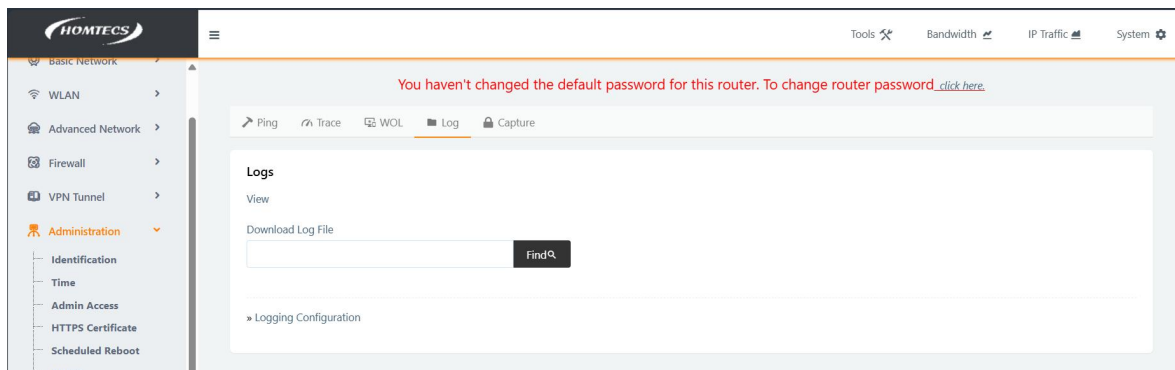 HOMTECS
Tools Bandwidth IP Traffic System
Basic Network
WLAN
Advanced Network
Firewall
VPN Tunnel
Administration
Identification
Time
Admin Access
HTTPS Certificate
Scheduled Reboot
You haven't changed the default password for this router. To change router password click here.
Ping Trace WOL Log Capture
Logs
View
Download Log File
Find
» Logging Configuration